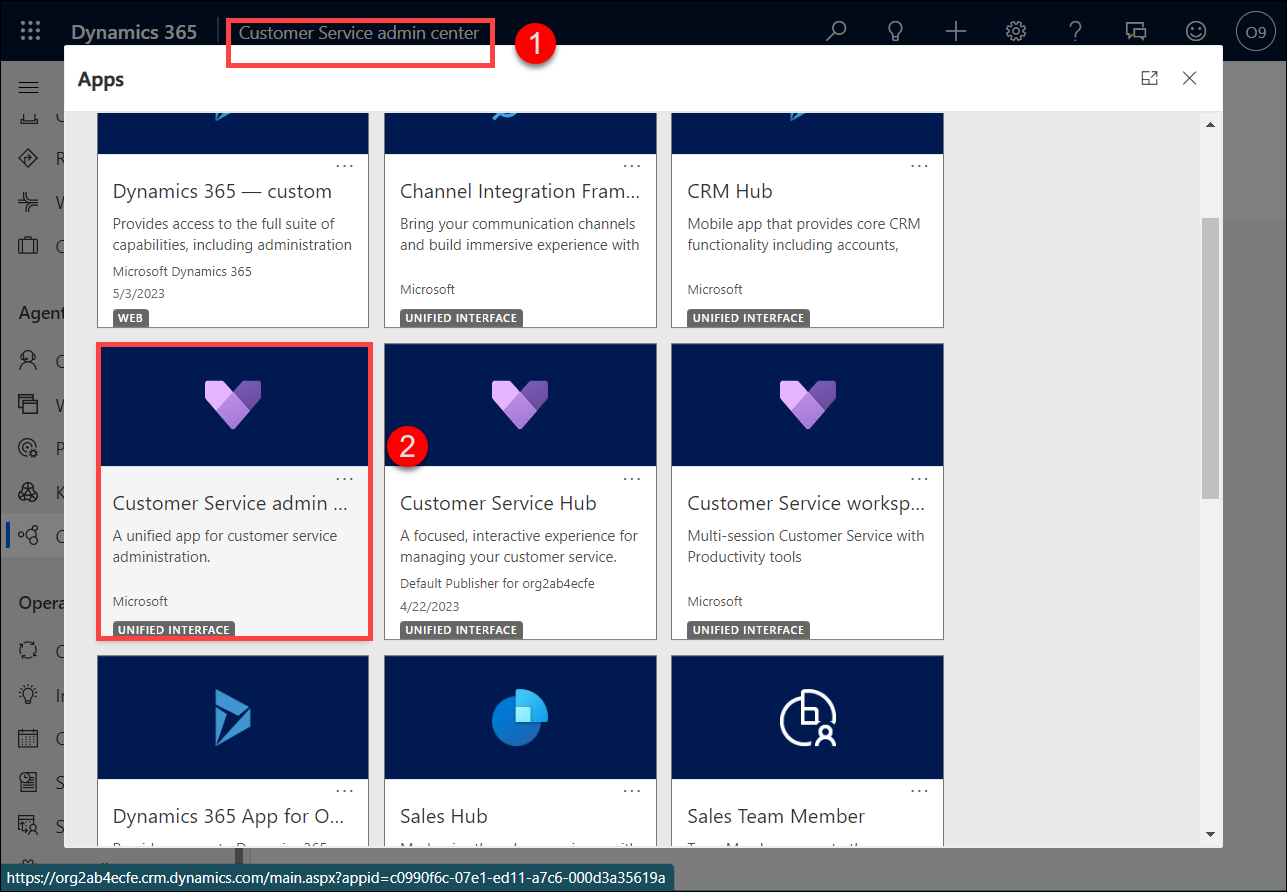 Dynamics 365
Customer Service admin center
1
O9
Apps
Dynamics 365 — custom
Provides access to the full suite of
capabilities, including administration
Microsoft Dynamics 365
5/3/2023
WEB
Channel Integration Fram...
Bring your communication channels
and build immersive experience with
Microsoft
UNIFIED INTERFACE
CRM Hub
Mobile app that provides core CRM
functionality including accounts,
Microsoft
UNIFIED INTERFACE
Agent
Customer Service admin ...
A unified app for customer service
administration.
Microsoft
UNIFIED INTERFACE
2
Customer Service Hub
A focused, interactive experience for
managing your customer service.
Default Publisher for org2ab4ecfe
4/22/2023
UNIFIED INTERFACE
Customer Service worksp...
Multi-session Customer Service with
Productivity tools
Microsoft
UNIFIED INTERFACE
Opera
Dynamics 365 App for O...
Sales Hub
Sales Team Member
https://org2ab4ecfe.crm.dynamics.com/main.aspx?appid=c0990f6c-07e1-ed11-a7c6-000d3a35619a